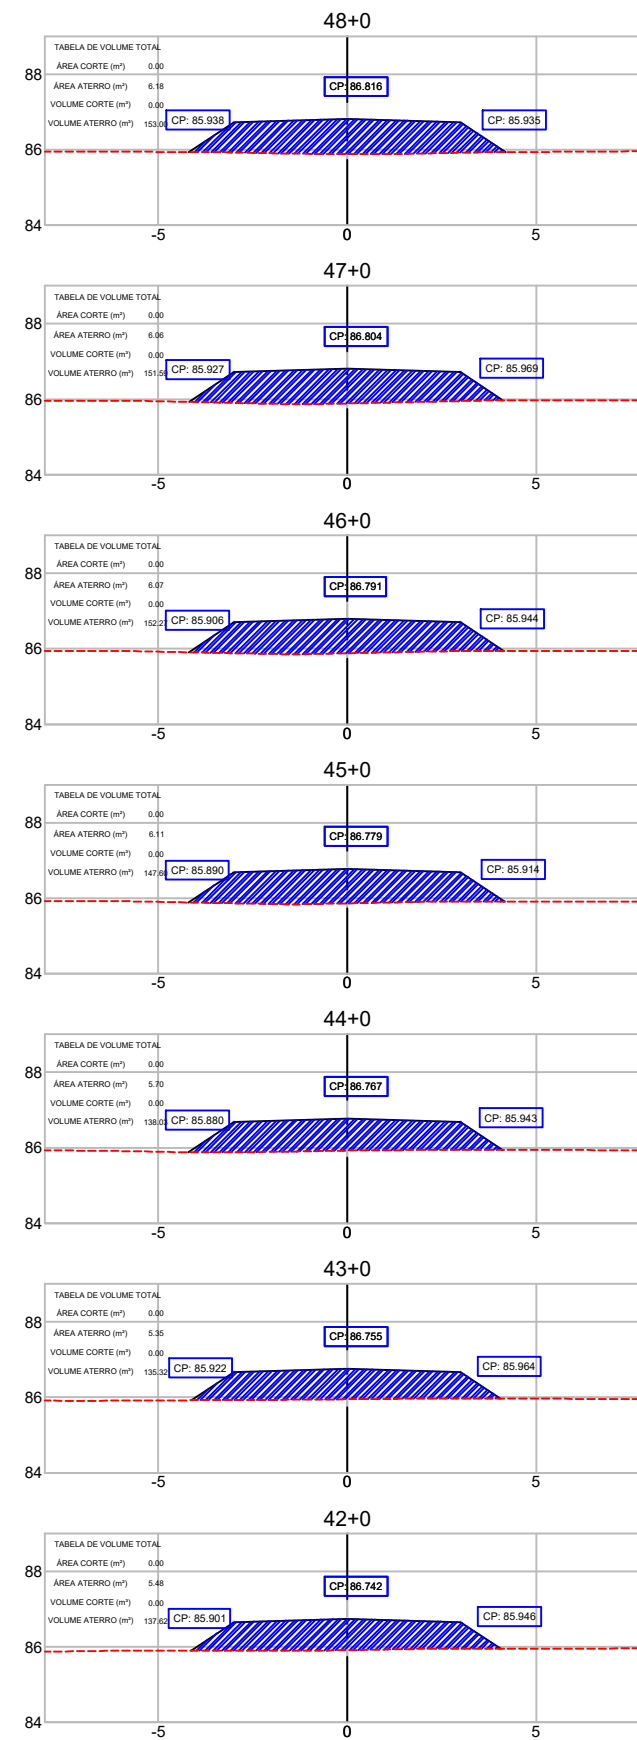 48+0
TABELA DE VOLUME TOTAL
ÁREA CORTE (m²) 0.00
88
ÁREA ATERRO (m²) 6.18
CP: 86.816
VOLUME CORTE (m³) 0.00
VOLUME ATERRO (m³) 153.00
CP: 85.938
CP: 85.935
86
84
-5 0 5
47+0
TABELA DE VOLUME TOTAL
ÁREA CORTE (m²) 0.00
88
ÁREA ATERRO (m²) 6.06
CP: 86.804
VOLUME CORTE (m³) 0.00
VOLUME ATERRO (m³) 151.59
CP: 85.927
CP: 85.969
86
84
-5 0 5
46+0
TABELA DE VOLUME TOTAL
ÁREA CORTE (m²) 0.00
88
ÁREA ATERRO (m²) 6.07
CP: 86.791
VOLUME CORTE (m³) 0.00
VOLUME ATERRO (m³) 152.27
CP: 85.906
CP: 85.944
86
84
-5 0 5
45+0
TABELA DE VOLUME TOTAL
ÁREA CORTE (m²) 0.00
88
ÁREA ATERRO (m²) 6.11
CP: 86.779
VOLUME CORTE (m³) 0.00
VOLUME ATERRO (m³) 147.60
CP: 85.890
CP: 85.914
86
84
-5 0 5
44+0
TABELA DE VOLUME TOTAL
ÁREA CORTE (m²) 0.00
88
ÁREA ATERRO (m²) 5.70
CP: 86.767
VOLUME CORTE (m³) 0.00
VOLUME ATERRO (m³) 138.03
CP: 85.880
CP: 85.943
86
84
-5 0 5
43+0
TABELA DE VOLUME TOTAL
ÁREA CORTE (m²) 0.00
88
ÁREA ATERRO (m²) 5.35
CP: 86.755
VOLUME CORTE (m³) 0.00
VOLUME ATERRO (m³) 135.32
CP: 85.922
CP: 85.964
86
84
-5 0 5
42+0
TABELA DE VOLUME TOTAL
ÁREA CORTE (m²) 0.00
88
ÁREA ATERRO (m²) 5.48
CP: 86.742
VOLUME CORTE (m³) 0.00
VOLUME ATERRO (m³) 137.62
CP: 85.901
CP: 85.946
86
84
-5 0 5